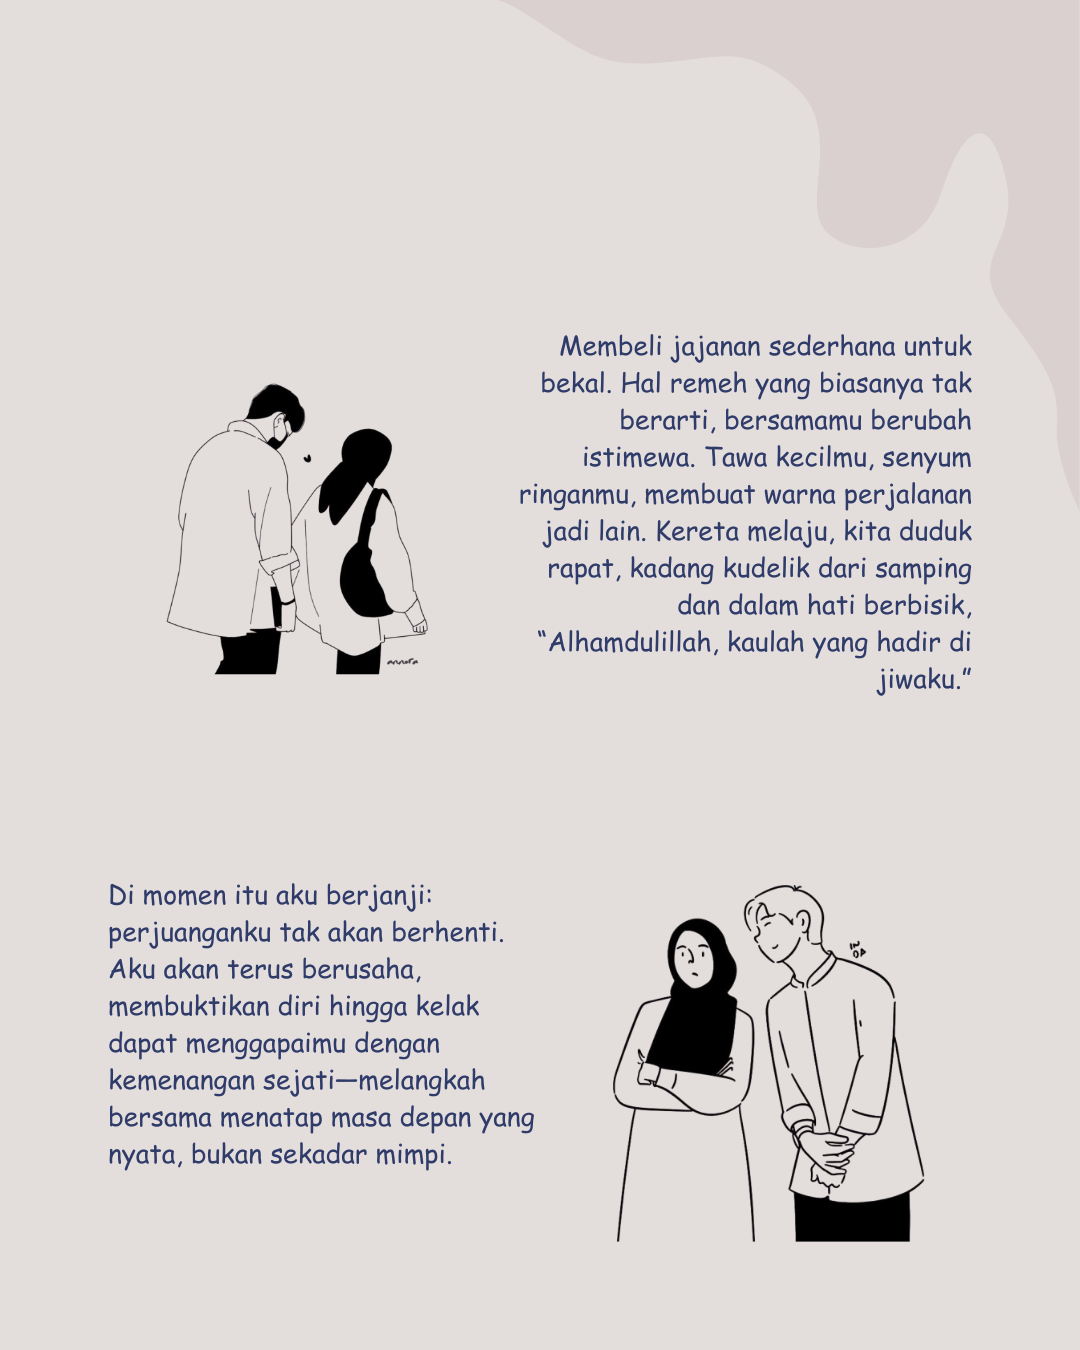 Membeli jajanan sederhana untuk
bekal. Hal remeh yang biasanya tak
berarti, bersamamu berubah
istimewa. Tawa kecilmu, senyum
ringanmu, membuat warna perjalanan
jadi lain. Kereta melaju, kita duduk
rapat, kadang kudelik dari samping
dan dalam hati berbisik,
“Alhamdulillah, kaulah yang hadir di
jiwaku.”
annora
Di momen itu aku berjanji:
perjuanganku tak akan berhenti.
Aku akan terus berusaha,
membuktikan diri hingga kelak
dapat menggapaimu dengan
kemenangan sejati—melangkah
bersama menatap masa depan yang
nyata, bukan sekadar mimpi.
IN
DA